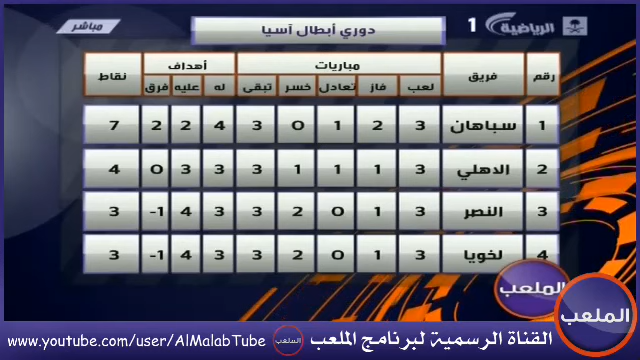 الرياضية 1
دوري أبطال آسيا
مباشر
رقم فريق مباريات أهداف نقاط
لعب فاز تعادل خسر تبقى له عليه فرق
1 سباهان 3 2 1 0 3 4 2 2 7
2 الاهلي 3 1 1 1 3 3 3 0 4
3 النصر 3 1 0 2 3 3 4 -1 3
4 لخويا 3 1 0 2 3 3 4 -1 3
الملعب
الملعب
القناة الرسمية لبرنامج الملعب الملعب www.youtube.com/user/AlMalabTube